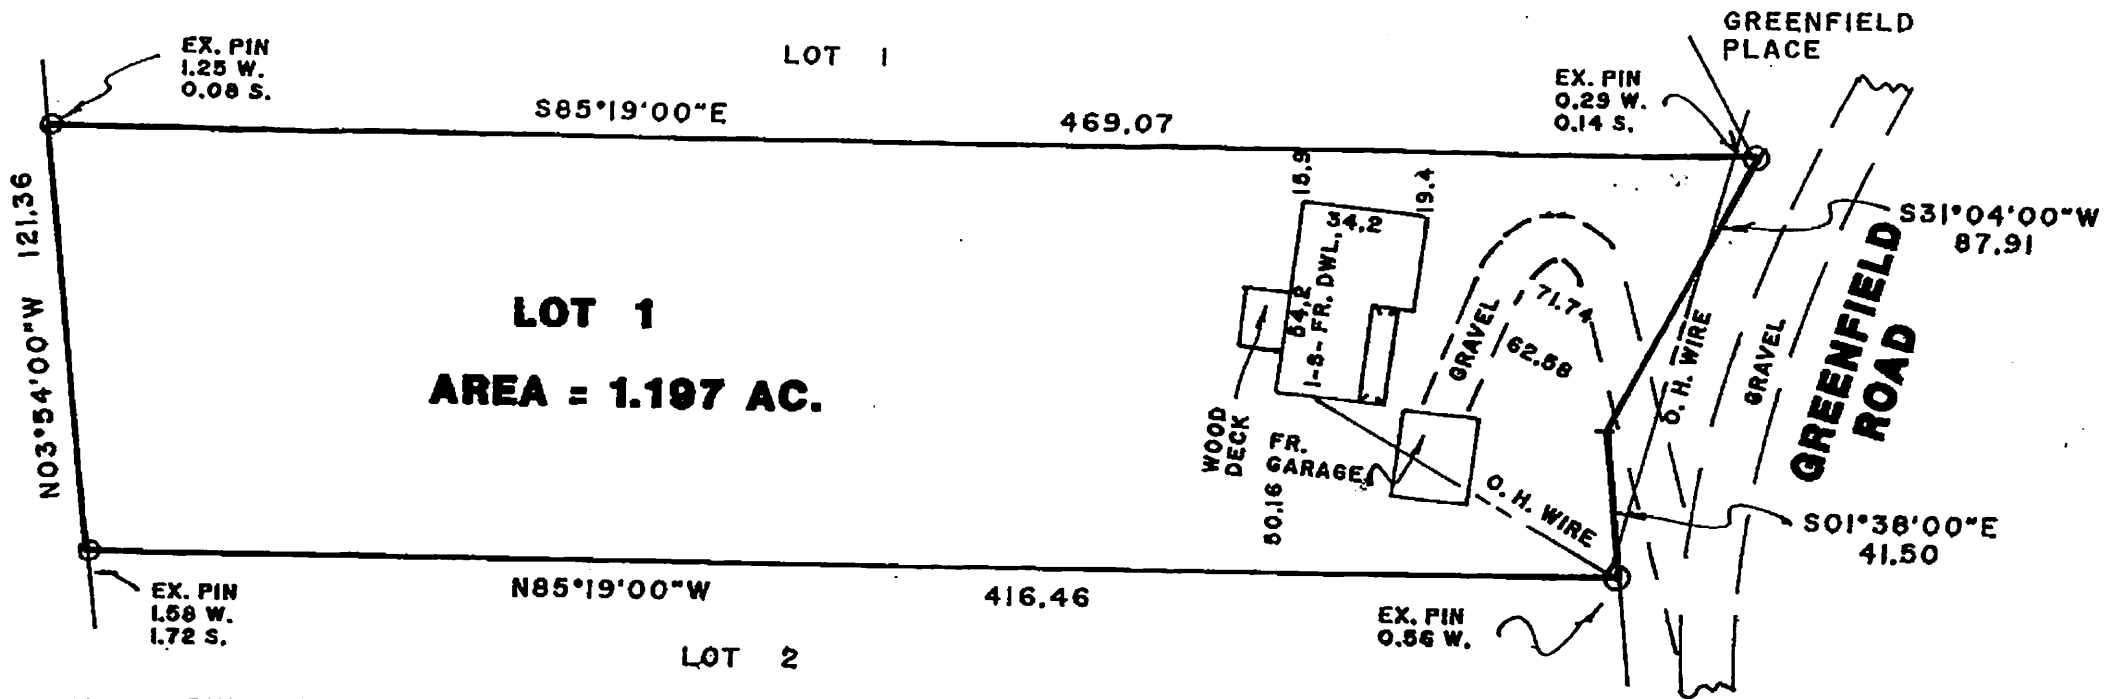 GREENFIELD
PLACE
EX. PIN
1.25 W.
0.08 S.
LOT 1
EX. PIN
0.29 W.
0.14 S.
S85°19'00"E
469.07
N03°54'00"W 121.36
15.9
19.4
34.2
54.2
1-S-FR. DWL.
S31°04'00"W
87.91
LOT 1
AREA = 1.197 AC.
GRAVEL
71.74
62.58
O. H. WIRE
GRAVEL
GREENFIELD
ROAD
WOOD
DECK
FR.
GARAGE
50.16
O. H. WIRE
S01°38'00"E
41.50
N85°19'00"W
416.46
EX. PIN
1.58 W.
1.72 S.
EX. PIN
0.56 W.
LOT 2